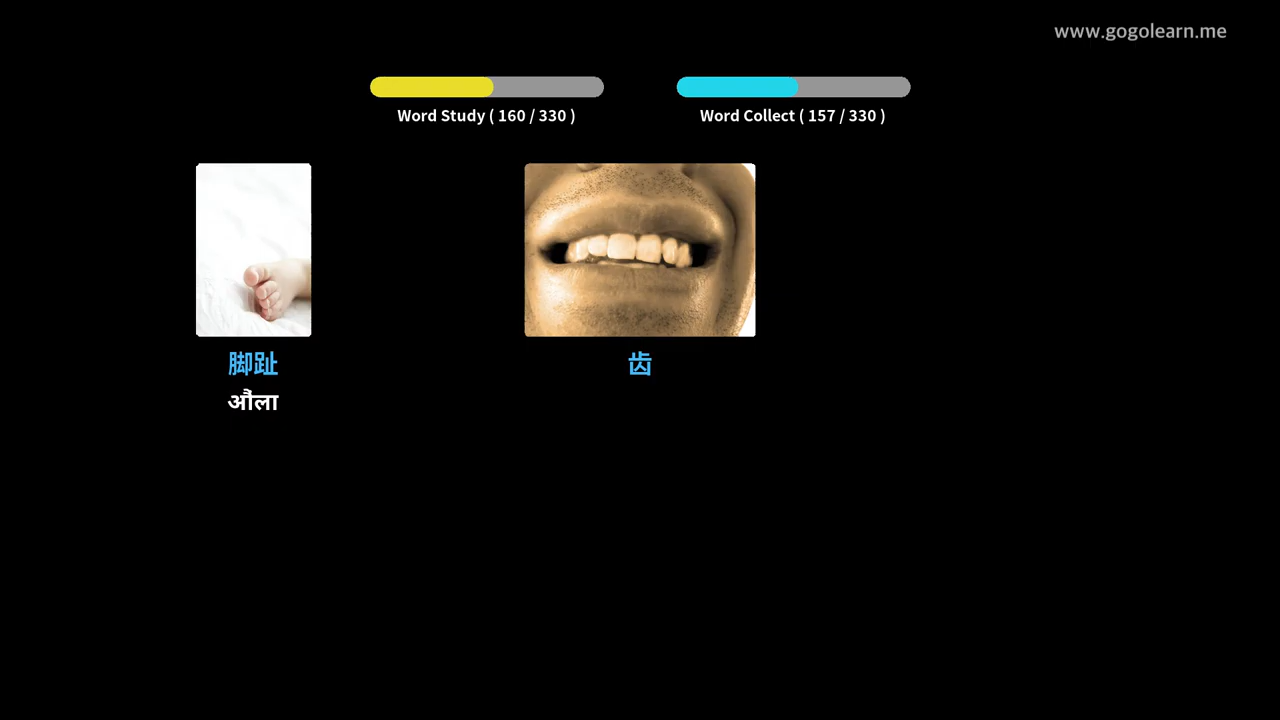 www.gogolearn.me
Word Study ( 160 / 330 )
Word Collect ( 157 / 330 )
脚趾
औंला
齿